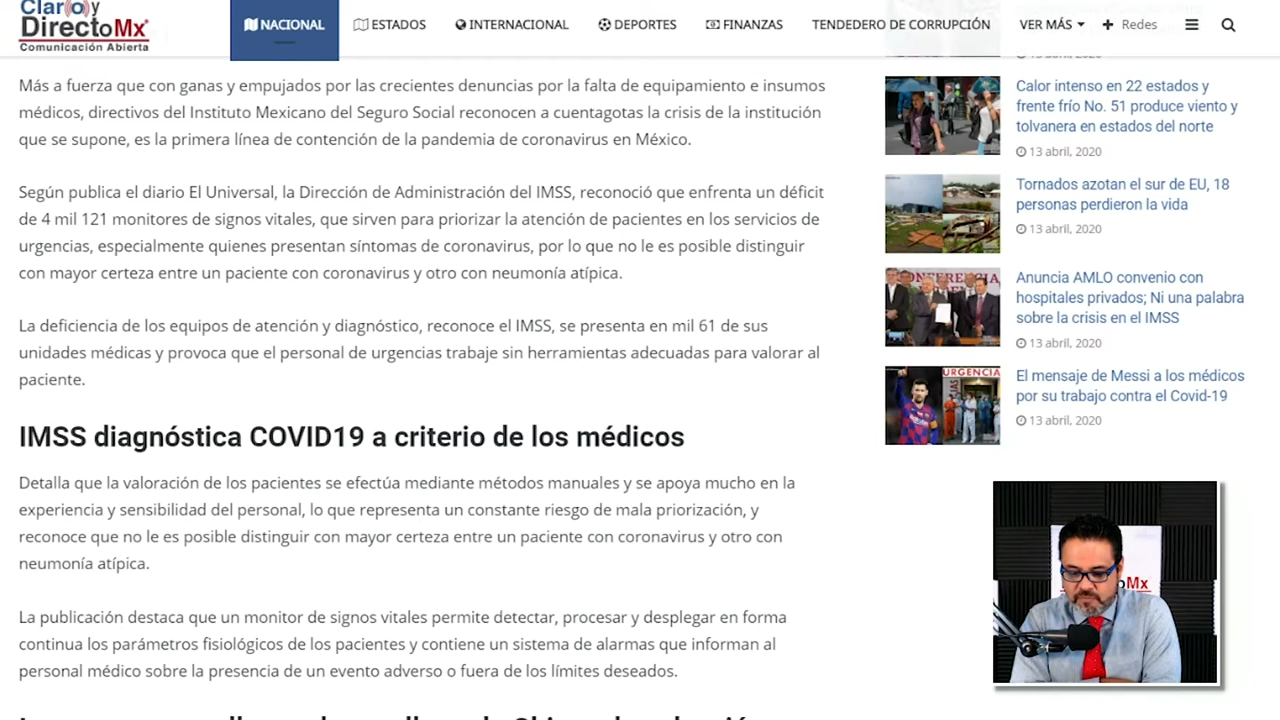 Claro y
DirectoMx
Comunicación Abierta
NACIONAL
ESTADOS
INTERNACIONAL
DEPORTES
FINANZAS
TENDEDERO DE CORRUPCIÓN
VER MÁS
Redes
Más a fuerza que con ganas y empujados por las crecientes denuncias por la falta de equipamiento e insumos
médicos, directivos del Instituto Mexicano del Seguro Social reconocen a cuentagotas la crisis de la institución
que se supone, es la primera línea de contención de la pandemia de coronavirus en México.
Según publica el diario El Universal, la Dirección de Administración del IMSS, reconoció que enfrenta un déficit
de 4 mil 121 monitores de signos vitales, que sirven para priorizar la atención de pacientes en los servicios de
urgencias, especialmente quienes presentan síntomas de coronavirus, por lo que no le es posible distinguir
con mayor certeza entre un paciente con coronavirus y otro con neumonía atípica.
La deficiencia de los equipos de atención y diagnóstico, reconoce el IMSS, se presenta en mil 61 de sus
unidades médicas y provoca que el personal de urgencias trabaje sin herramientas adecuadas para valorar al
paciente.
IMSS diagnóstica COVID19 a criterio de los médicos
Detalla que la valoración de los pacientes se efectúa mediante métodos manuales y se apoya mucho en la
experiencia y sensibilidad del personal, lo que representa un constante riesgo de mala priorización, y
reconoce que no le es posible distinguir con mayor certeza entre un paciente con coronavirus y otro con
neumonía atípica.
La publicación destaca que un monitor de signos vitales permite detectar, procesar y desplegar en forma
continua los parámetros fisiológicos de los pacientes y contiene un sistema de alarmas que informan al
personal médico sobre la presencia de un evento adverso o fuera de los límites deseados.
Calor intenso en 22 estados y
frente frío No. 51 produce viento y
tolvanera en estados del norte
13 abril, 2020
Tornados azotan el sur de EU, 18
personas perdieron la vida
13 abril, 2020
CONFERENCIA
Anuncia AMLO convenio con
hospitales privados; Ni una palabra
sobre la crisis en el IMSS
13 abril, 2020
URGENCIA
El mensaje de Messi a los médicos
por su trabajo contra el Covid-19
13 abril, 2020
Mx